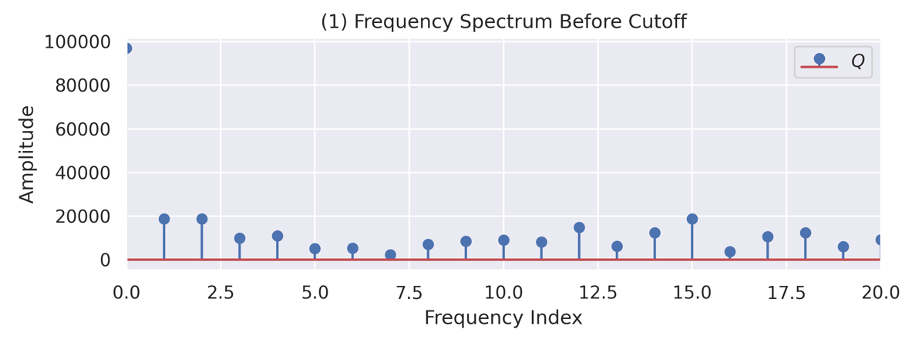 (1) Frequency Spectrum Before Cutoff
100000
80000
60000
40000
20000
0
Amplitude
Q
0.0 2.5 5.0 7.5 10.0 12.5 15.0 17.5 20.0
Frequency Index